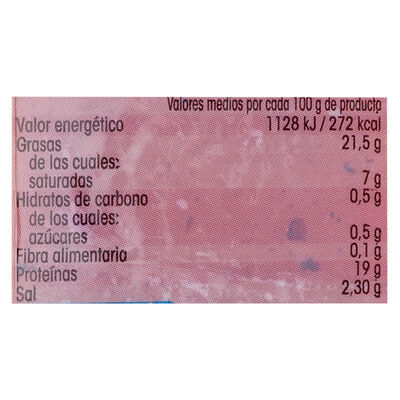 Valores medios por cada 100 g de producto
Valor energético 1128 kJ / 272 kcal
Grasas 21,5 g
de las cuales:
saturadas 7 g
Hidratos de carbono 0,5 g
de los cuales:
azúcares 0,5 g
Fibra alimentaria 0,1 g
Proteínas 19 g
Sal 2,30 g